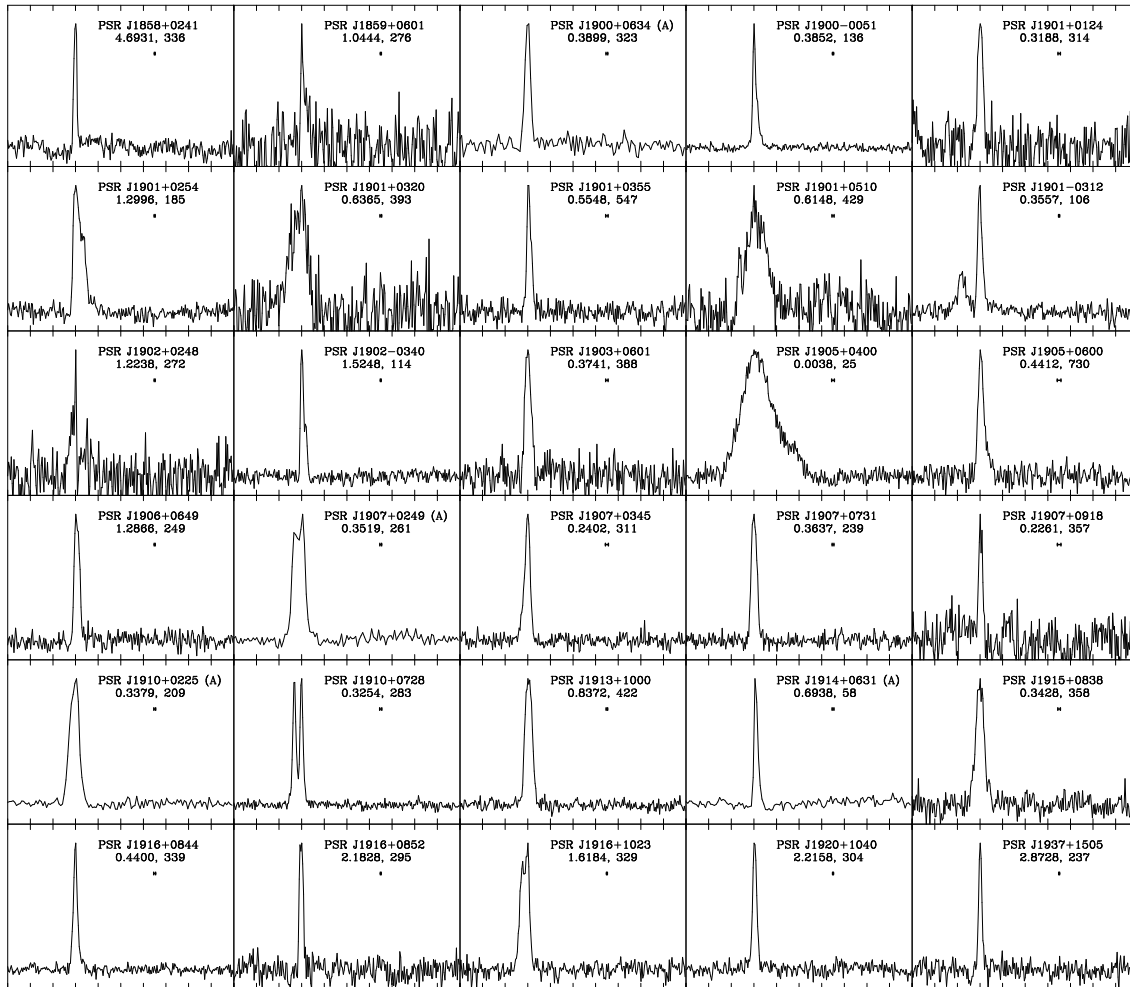 PSR J1858+0241
4.6931, 336
PSR J1859+0601
1.0444, 276
PSR J1900+0634 (A)
0.3899, 323
PSR J1900-0051
0.3852, 136
PSR J1901+0124
0.3188, 314
PSR J1901+0254
1.2996, 185
PSR J1901+0320
0.6365, 393
PSR J1901+0355
0.5548, 547
PSR J1901+0510
0.6148, 429
PSR J1901-0312
0.3557, 106
PSR J1902+0248
1.2238, 272
PSR J1902-0340
1.5248, 114
PSR J1903+0601
0.3741, 388
PSR J1905+0400
0.0038, 25
PSR J1905+0600
0.4412, 730
PSR J1906+0649
1.2866, 249
PSR J1907+0249 (A)
0.3519, 261
PSR J1907+0345
0.2402, 311
PSR J1907+0731
0.3637, 239
PSR J1907+0918
0.2261, 357
PSR J1910+0225 (A)
0.3379, 209
PSR J1910+0728
0.3254, 283
PSR J1913+1000
0.8372, 422
PSR J1914+0631 (A)
0.6938, 58
PSR J1915+0838
0.3428, 358
PSR J1916+0844
0.4400, 339
PSR J1916+0852
2.1828, 295
PSR J1916+1023
1.6184, 329
PSR J1920+1040
2.2158, 304
PSR J1937+1505
2.8728, 237